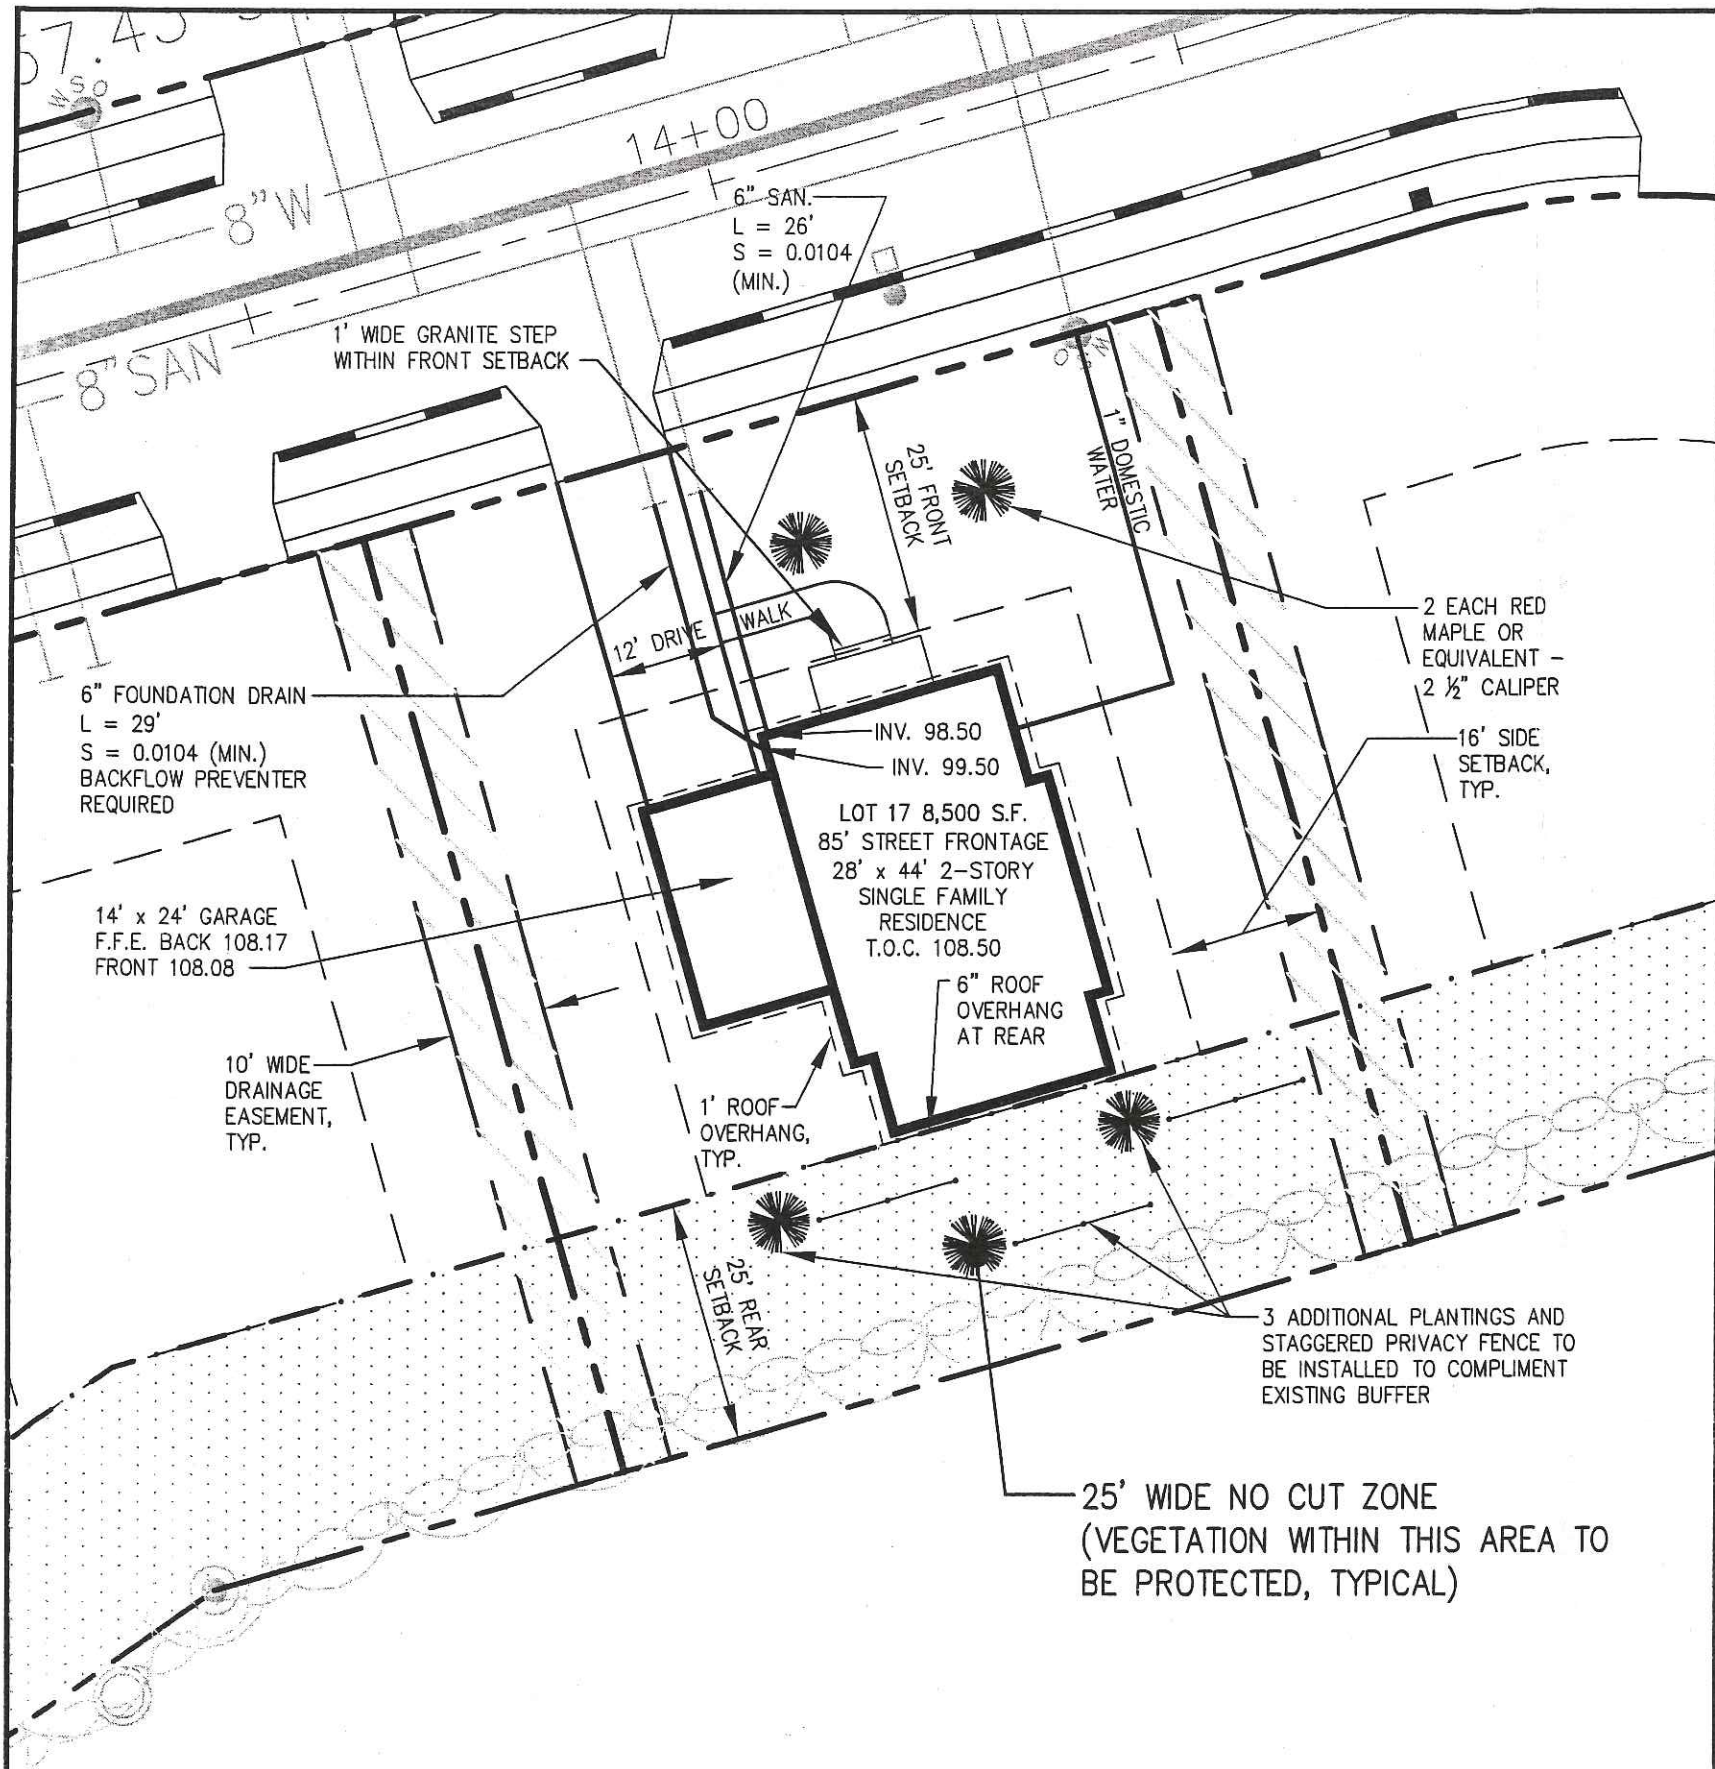 57.45
WSO
14+00
8"W
6" SAN.
L = 26'
S = 0.0104
(MIN.)
1' WIDE GRANITE STEP
WITHIN FRONT SETBACK
8"SAN
WSO
25' FRONT
SETBACK
1" DOMESTIC
WATER
2 EACH RED
MAPLE OR
EQUIVALENT –
2 ½" CALIPER
12' DRIVE
WALK
6" FOUNDATION DRAIN
L = 29'
S = 0.0104 (MIN.)
BACKFLOW PREVENTER
REQUIRED
INV. 98.50
INV. 99.50
16' SIDE
SETBACK,
TYP.
LOT 17 8,500 S.F.
85' STREET FRONTAGE
28' x 44' 2-STORY
SINGLE FAMILY
RESIDENCE
T.O.C. 108.50
14' x 24' GARAGE
F.F.E. BACK 108.17
FRONT 108.08
6" ROOF
OVERHANG
AT REAR
10' WIDE
DRAINAGE
EASEMENT,
TYP.
1' ROOF
OVERHANG,
TYP.
25' REAR
SETBACK
3 ADDITIONAL PLANTINGS AND
STAGGERED PRIVACY FENCE TO
BE INSTALLED TO COMPLIMENT
EXISTING BUFFER
25' WIDE NO CUT ZONE
(VEGETATION WITHIN THIS AREA TO
BE PROTECTED, TYPICAL)